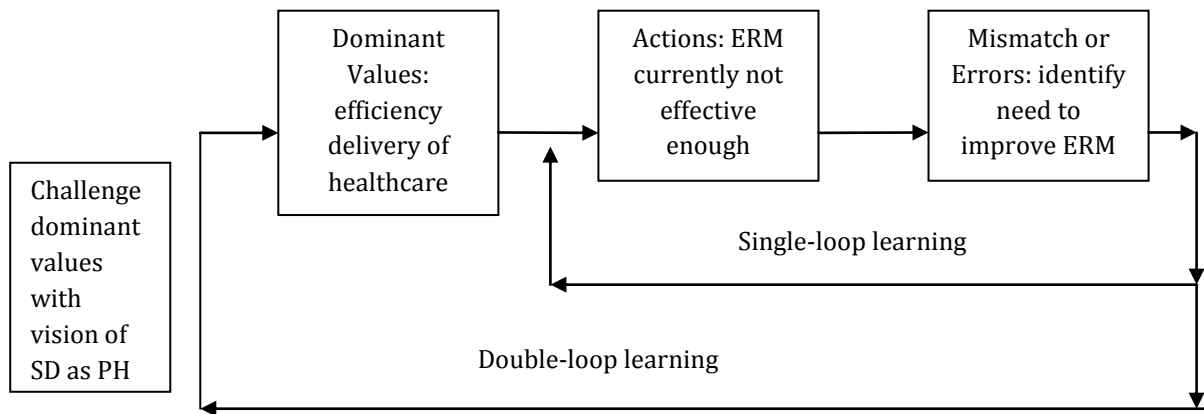 Dominant
Values:
efficiency
delivery of
healthcare
Actions: ERM
currently not
effective
enough
Mismatch or
Errors: identify
need to
improve ERM
Challenge
dominant
values
with
vision of
SD as PH
Single-loop learning
Double-loop learning